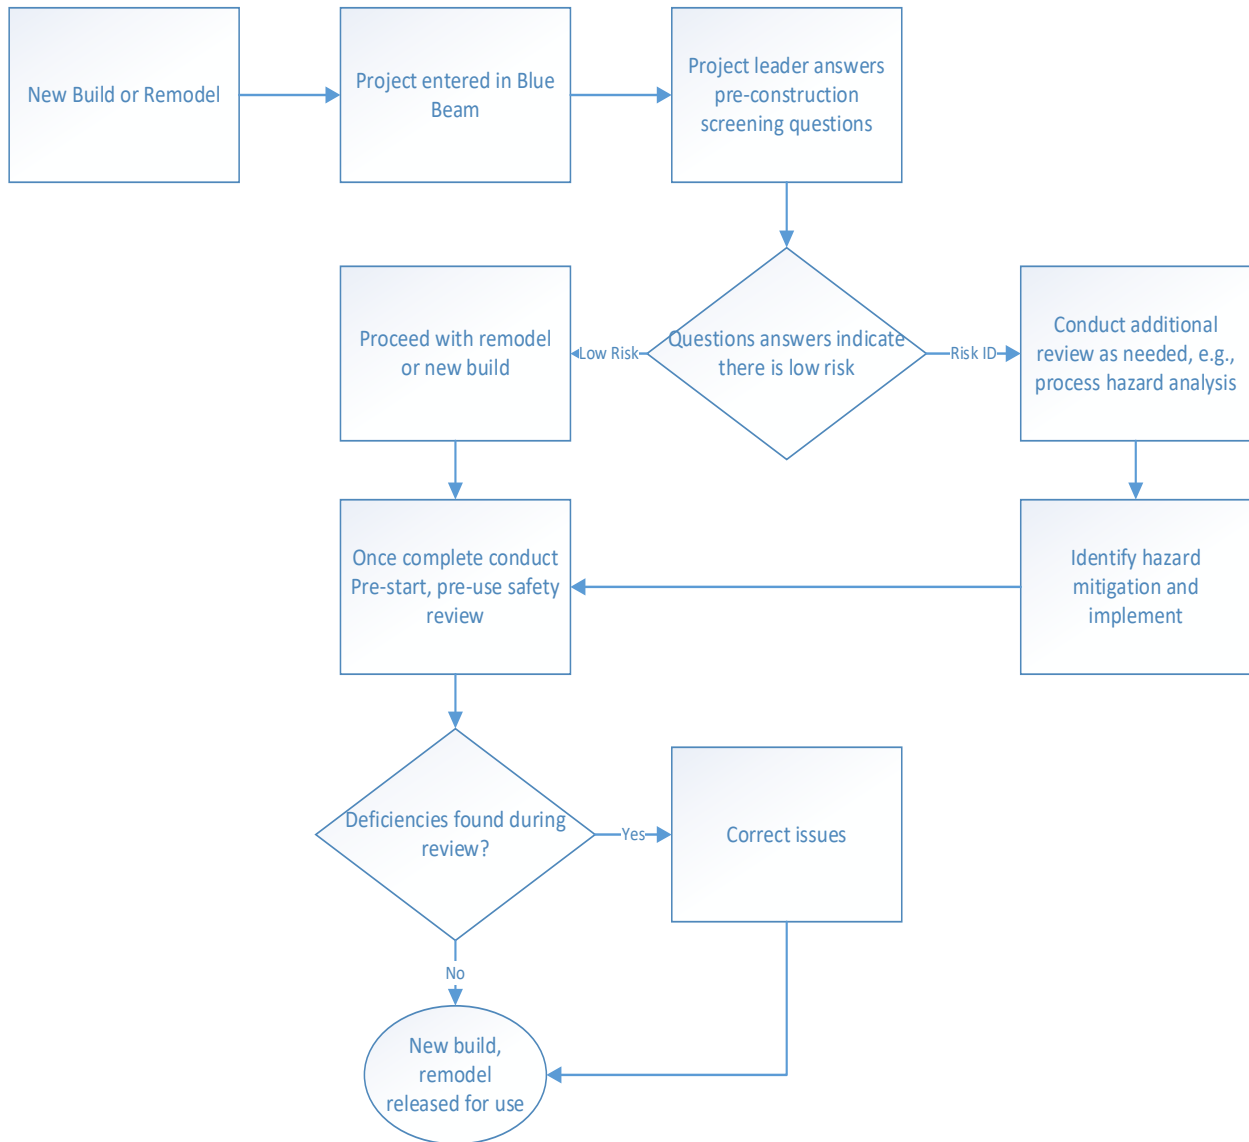 New Build or Remodel
Project entered in Blue
Beam
Project leader answers
pre-construction
screening questions
Proceed with remodel
or new build
Low Risk
Questions answers indicate
there is low risk
Risk ID
Conduct additional
review as needed, e.g.,
process hazard analysis
Once complete conduct
Pre-start, pre-use safety
review
Identify hazard
mitigation and
implement
Deficiencies found during
review?
Yes
Correct issues
No
New build,
remodel
released for use